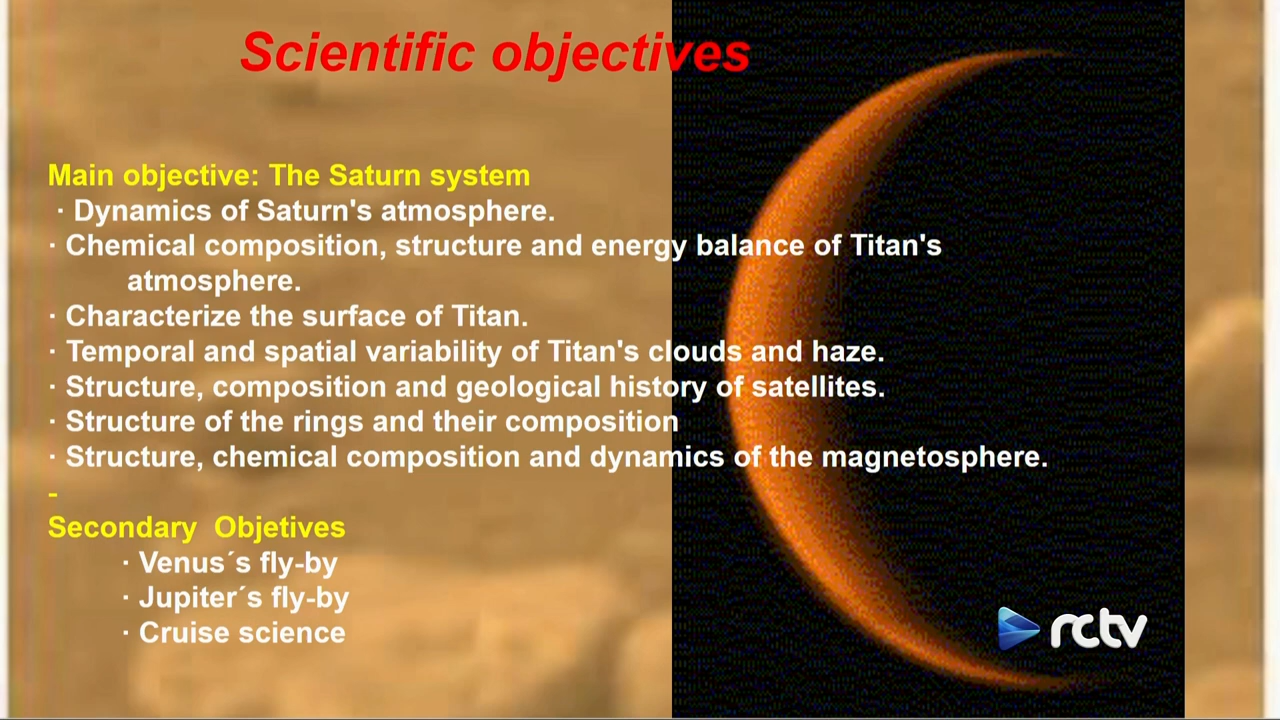 Scientific objectives
Main objective: The Saturn system
· Dynamics of Saturn's atmosphere.
· Chemical composition, structure and energy balance of Titan's
atmosphere.
· Characterize the surface of Titan.
· Temporal and spatial variability of Titan's clouds and haze.
· Structure, composition and geological history of satellites.
· Structure of the rings and their composition
· Structure, chemical composition and dynamics of the magnetosphere.
-
Secondary  Objetives
· Venus´s fly-by
· Jupiter´s fly-by
· Cruise science
rctv